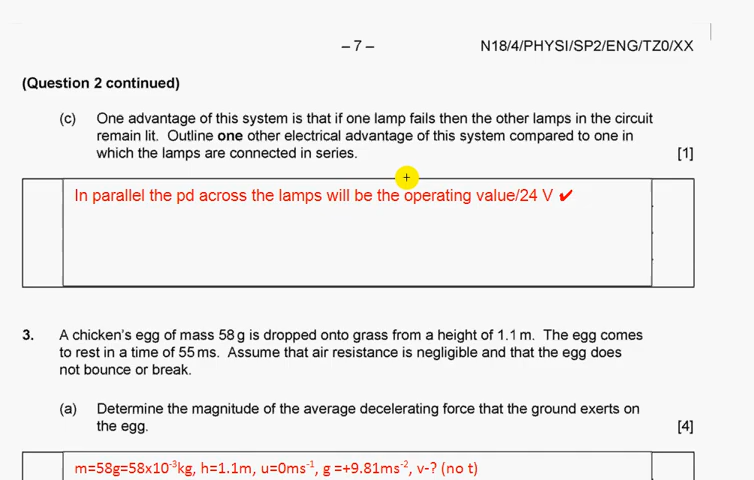 – 7 –
N18/4/PHYSI/SP2/ENG/TZ0/XX
(Question 2 continued)
(c) One advantage of this system is that if one lamp fails then the other lamps in the circuit
remain lit. Outline one other electrical advantage of this system compared to one in
which the lamps are connected in series. [1]
In parallel the pd across the lamps will be the operating value/24 V ✔
3. A chicken's egg of mass 58 g is dropped onto grass from a height of 1.1 m. The egg comes
to rest in a time of 55 ms. Assume that air resistance is negligible and that the egg does
not bounce or break.
(a) Determine the magnitude of the average decelerating force that the ground exerts on
the egg. [4]
m=58g=58x10⁻³kg, h=1.1m, u=0ms⁻¹, g =+9.81ms⁻², v-? (no t)